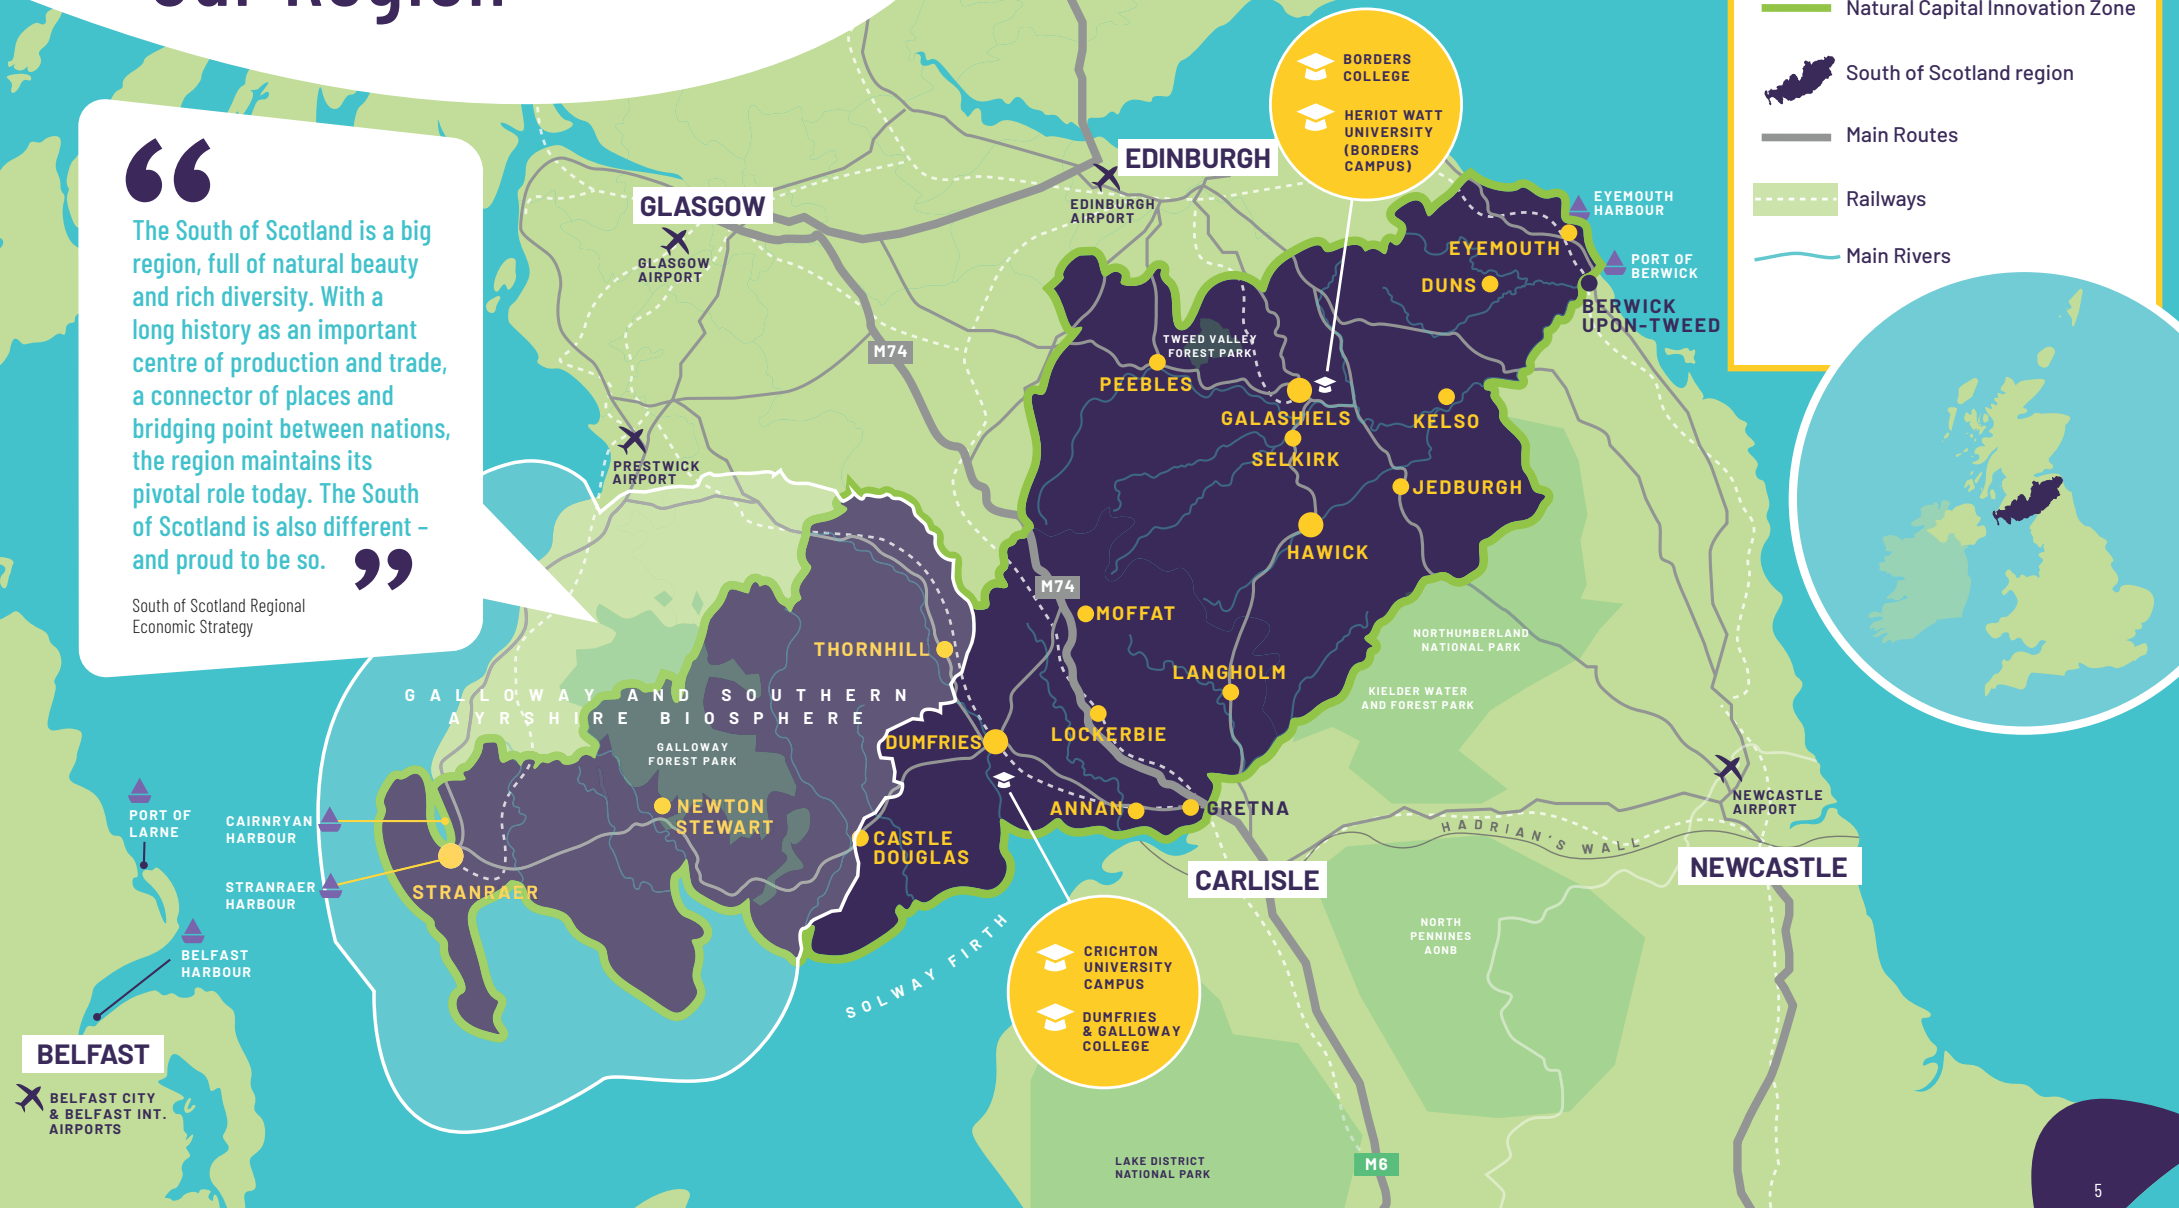 Our Region
“
The South of Scotland is a big
region, full of natural beauty
and rich diversity. With a
long history as an important
centre of production and trade,
a connector of places and
bridging point between nations,
the region maintains its
pivotal role today. The South
of Scotland is also different –
and proud to be so. ”
South of Scotland Regional
Economic Strategy
Natural Capital Innovation Zone
South of Scotland region
Main Routes
Railways
Main Rivers
BORDERS
COLLEGE
HERIOT WATT
UNIVERSITY
(BORDERS
CAMPUS)
EDINBURGH
EDINBURGH
AIRPORT
GLASGOW
GLASGOW
AIRPORT
M74
PRESTWICK
AIRPORT
EYEMOUTH
HARBOUR
EYEMOUTH
PORT OF
BERWICK
DUNS
BERWICK
UPON-TWEED
TWEED VALLEY
FOREST PARK
PEEBLES
GALASHIELS
KELSO
SELKIRK
JEDBURGH
HAWICK
M74
MOFFAT
THORNHILL
LANGHOLM
LOCKERBIE
DUMFRIES
ANNAN
GRETNA
NORTHUMBERLAND
NATIONAL PARK
KIELDER WATER
AND FOREST PARK
GALLOWAY AND SOUTHERN
AYRSHIRE BIOSPHERE
GALLOWAY
FOREST PARK
NEWTON
STEWART
CASTLE
DOUGLAS
STRANRAER
CAIRNRYAN
HARBOUR
STRANRAER
HARBOUR
PORT OF
LARNE
BELFAST
HARBOUR
BELFAST
BELFAST CITY
& BELFAST INT.
AIRPORTS
SOLWAY FIRTH
CRICHTON
UNIVERSITY
CAMPUS
DUMFRIES
& GALLOWAY
COLLEGE
CARLISLE
HADRIAN'S WALL
NEWCASTLE
AIRPORT
NEWCASTLE
NORTH
PENNINES
AONB
LAKE DISTRICT
NATIONAL PARK
M6
5